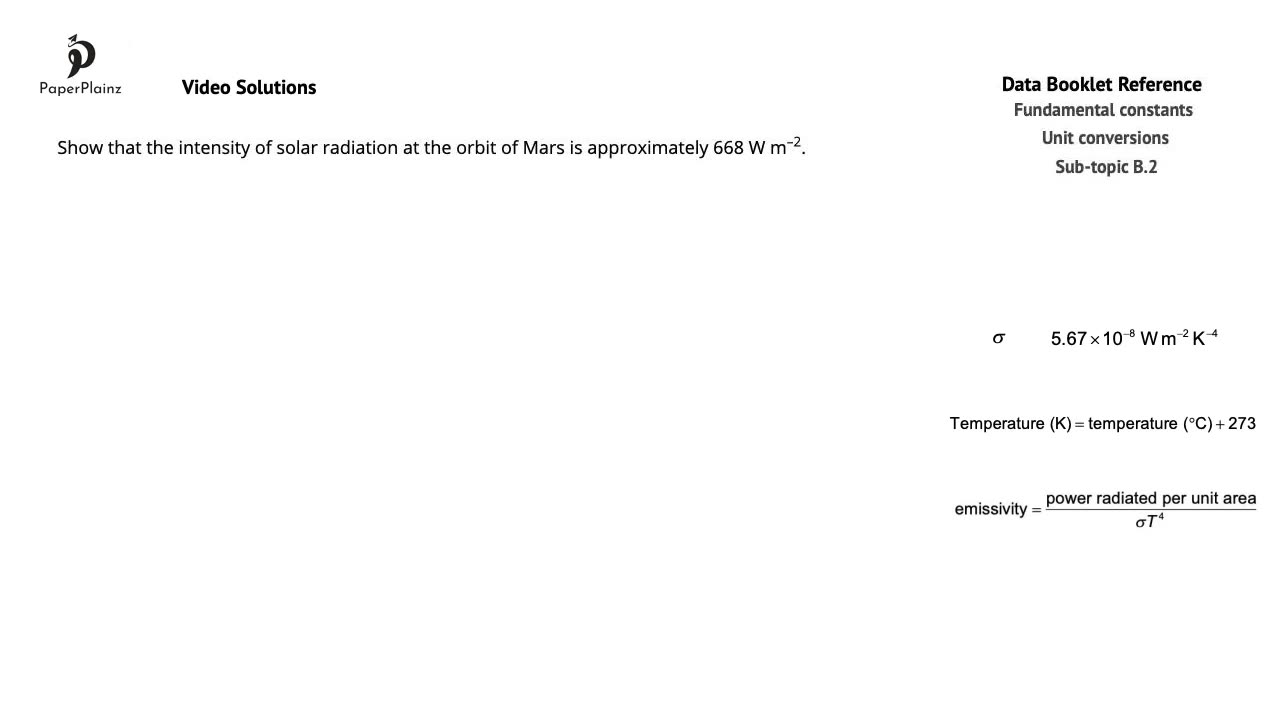 PaperPlainz
Video Solutions
Show that the intensity of solar radiation at the orbit of Mars is approximately 668 W m⁻².
Data Booklet Reference
Fundamental constants
Unit conversions
Sub-topic B.2
σ 5.67×10⁻⁸ W m⁻² K⁻⁴
Temperature (K) = temperature (°C) + 273
emissivity = power radiated per unit area / σT⁴